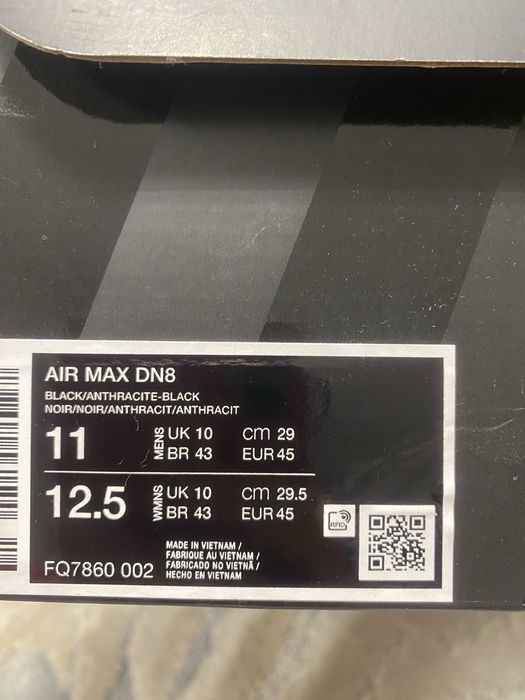 AIR MAX DN8
BLACK/ANTHRACITE-BLACK
NOIR/NOIR/ANTHRACIT/ANTHRACIT
11 MENS UK 10 cm 29
BR 43 EUR 45
12.5 WMNS UK 10 cm 29.5
BR 43 EUR 45
RFID
MADE IN VIETNAM /
FABRIQUE AU VIETNAM /
FABRICADO NO VIETNÃ /
HECHO EN VIETNAM
FQ7860 002